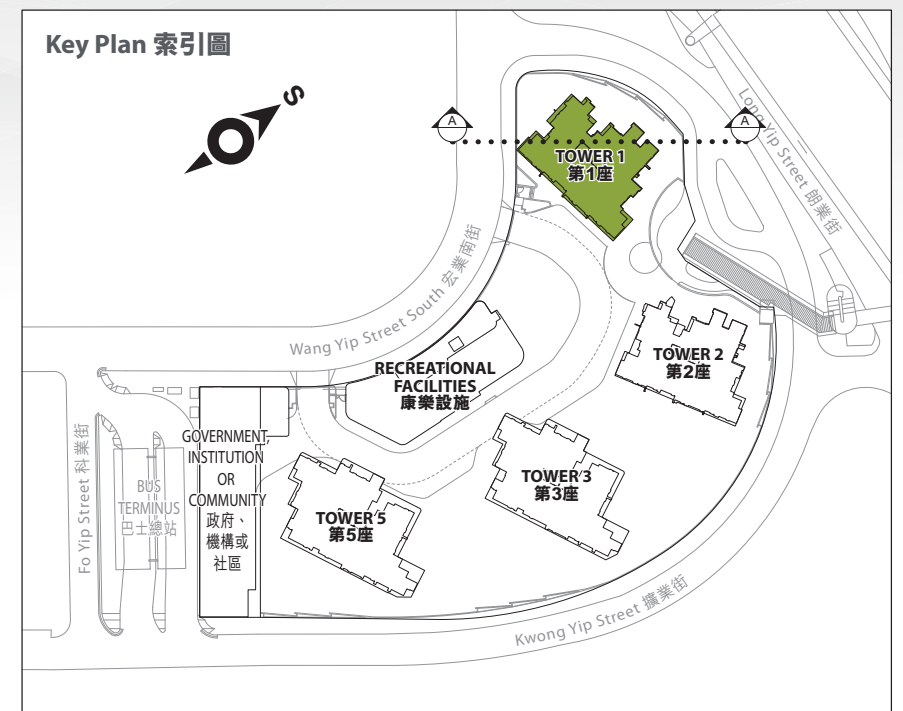 Key Plan 索引圖
S
A
A
TOWER 1
第1座
Long Yip Street 朗業街
Wang Yip Street South 宏業南街
TOWER 2
第2座
RECREATIONAL
FACILITIES
康樂設施
GOVERNMENT,
INSTITUTION
OR
COMMUNITY
政府、
機構或
社區
Fo Yip Street 科業街
BUS
TERMINUS
巴士總站
TOWER 3
第3座
TOWER 5
第5座
Kwong Yip Street 擴業街